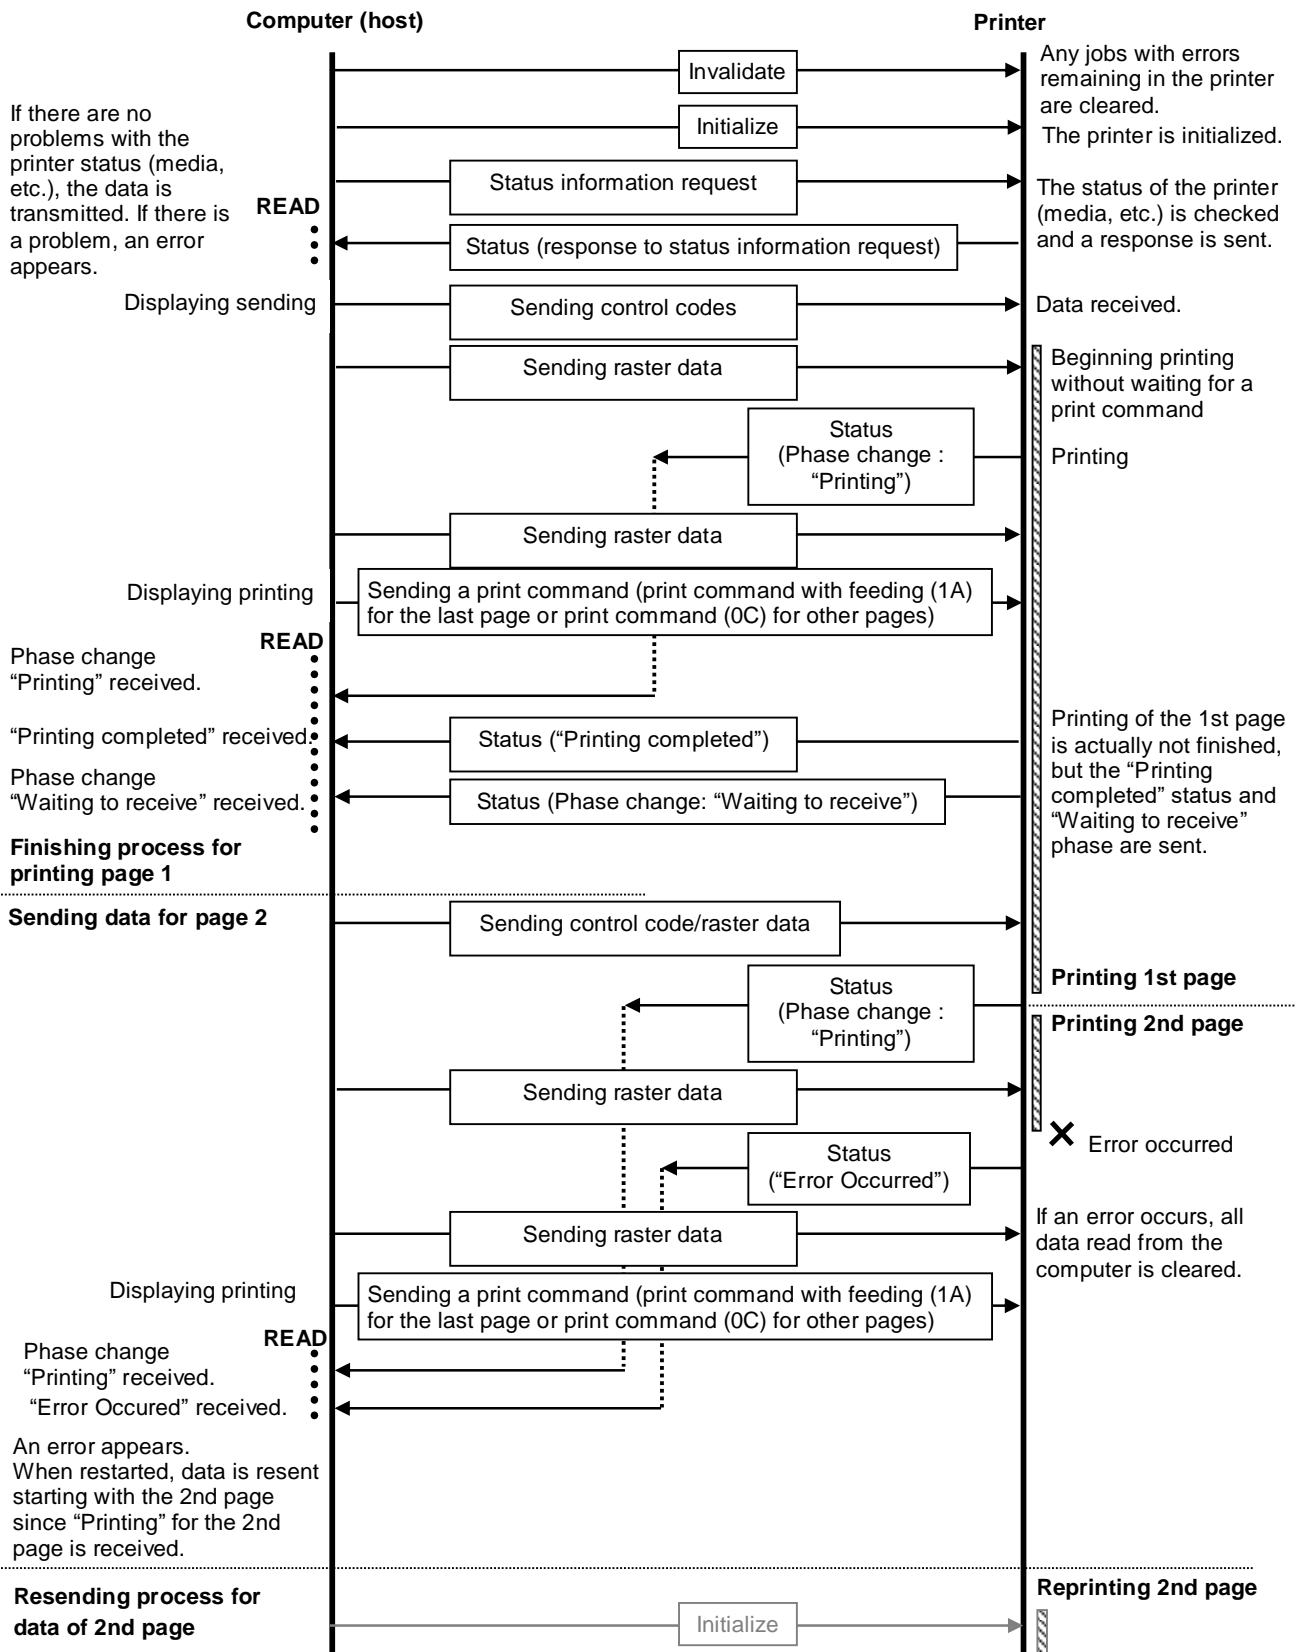 Computer (host)
Printer
Invalidate
Any jobs with errors
remaining in the printer
are cleared.
If there are no
problems with the
printer status (media,
etc.), the data is
transmitted. If there is
a problem, an error
appears.
Initialize
The printer is initialized.
Status information request
The status of the printer
(media, etc.) is checked
and a response is sent.
READ
Status (response to status information request)
Displaying sending
Sending control codes
Data received.
Sending raster data
Beginning printing
without waiting for a
print command
Status
(Phase change :
“Printing”)
Printing
Sending raster data
Displaying printing
Sending a print command (print command with feeding (1A)
for the last page or print command (0C) for other pages)
READ
Phase change
“Printing” received.
“Printing completed” received.
Status (“Printing completed”)
Printing of the 1st page
is actually not finished,
but the “Printing
completed” status and
“Waiting to receive”
phase are sent.
Phase change
“Waiting to receive” received.
Status (Phase change: “Waiting to receive”)
Finishing process for
printing page 1
Sending data for page 2
Sending control code/raster data
Printing 1st page
Status
(Phase change :
“Printing”)
Printing 2nd page
Sending raster data
Error occurred
Status
(“Error Occurred”)
Sending raster data
If an error occurs, all
data read from the
computer is cleared.
Displaying printing
Sending a print command (print command with feeding (1A)
for the last page or print command (0C) for other pages)
READ
Phase change
“Printing” received.
“Error Occured” received.
An error appears.
When restarted, data is resent
starting with the 2nd page
since “Printing” for the 2nd
page is received.
Resending process for
data of 2nd page
Reprinting 2nd page
Initialize